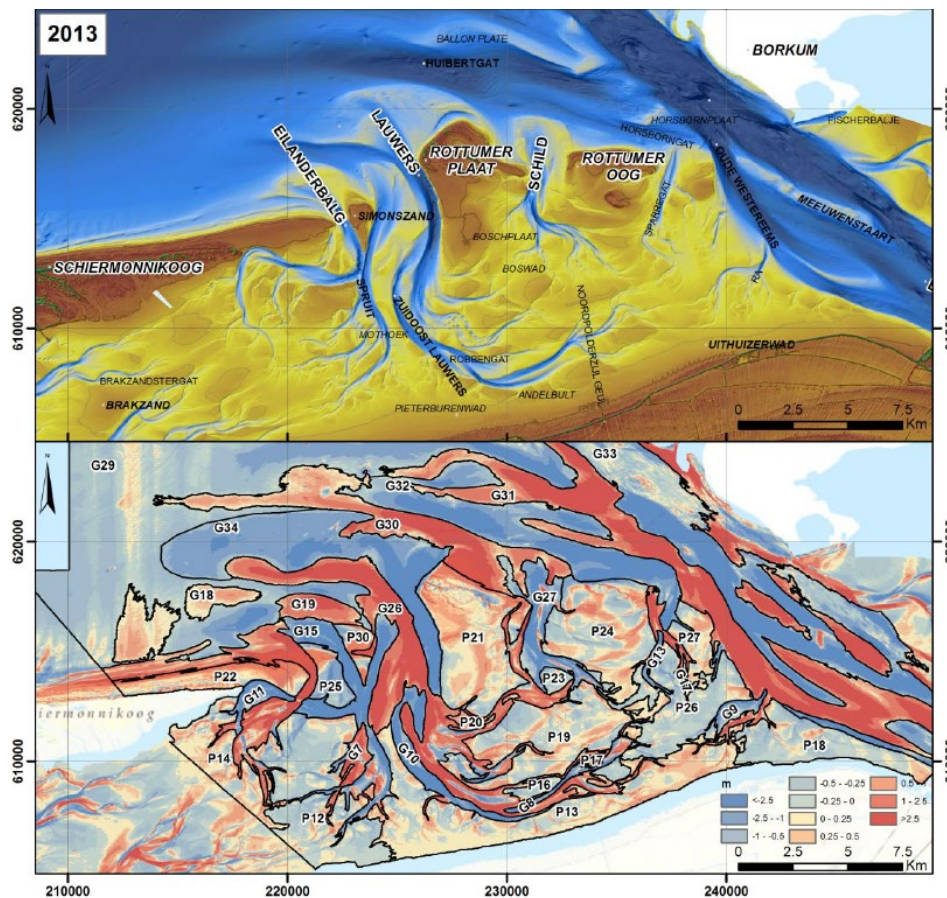 2013
BALLON PLATE
BORKUM
HUIBERTGAT
620000
HORSBORNPLAAT
FISCHERBALJE
HORSBORNGAT
LAUWERS
EILANDERBALG
ROTTUMER
PLAAT
SCHILD
ROTTUMER
OOG
OUDE WESTEREEMS
MEEUWENSTAART
SIMONSZAND
SPARREGAT
BOSCHPLAAT
SCHIERMONNIKOOG
BOSWAD
RA
SPRUIT
ZUIDOOST LAUWERS
NOORDPOLDERZIJL GEUL
610000
MOTHOEK
UITHUIZERWAD
ROBBENGAT
BRAKZANDSTERGAT
ANDELBULT
BRAKZAND
PIETERBURENWAD
0 2.5 5 7.5
Km
N
G29
G33
G32
G31
G34
G30
620000
G18
G19
G26
G27
G15
P30
P21
P24
P27
G13
P22
G11
P25
P23
G17
P26
iermonnikoog
P20
G9
P14
G7
G10
P19
P18
610000
P17
P16
G8
P13
P12
m
<-2.5
-2.5 - -1
-1 - -0.5
-0.5 - -0.25
-0.25 - 0
0 - 0.25
0.25 - 0.5
0.5
1 - 2.5
>2.5
0 2.5 5 7.5
Km
210000 220000 230000 240000